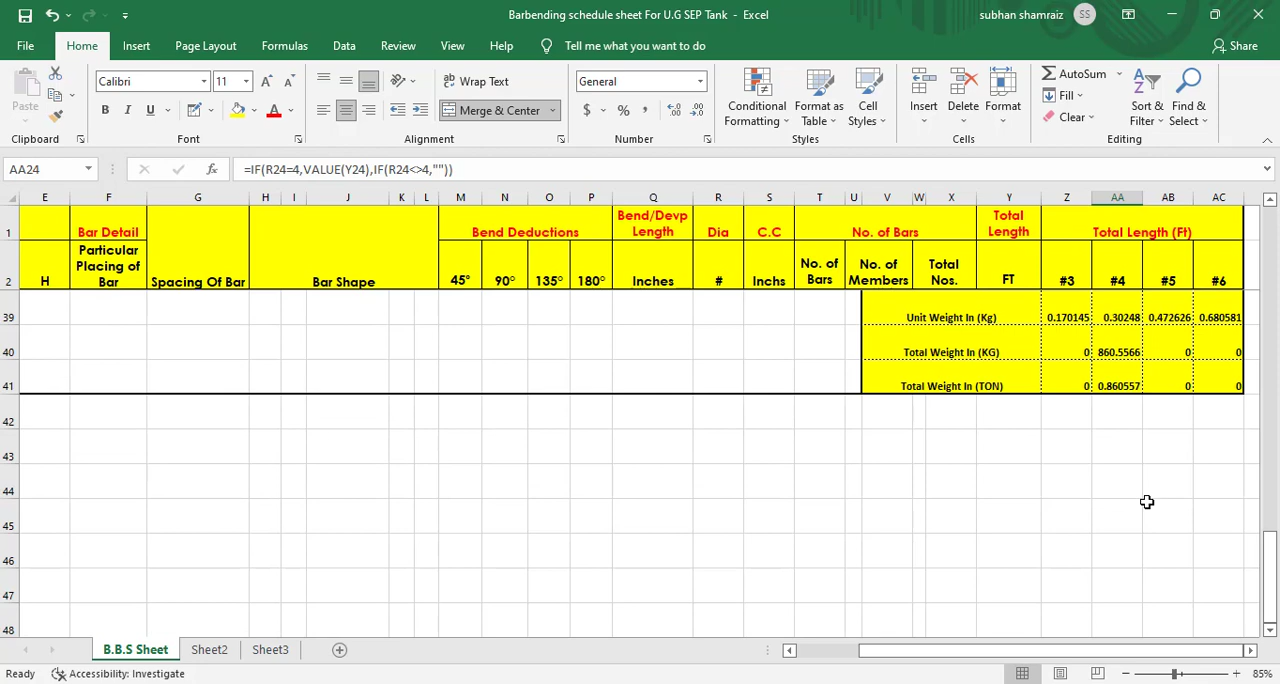 Barbending schedule sheet For U.G SEP Tank - Excel
subhan shamraiz SS
File Home Insert Page Layout Formulas Data Review View Help Tell me what you want to do Share
Paste
Calibri 11
B I U
A A
A
ab
Wrap Text
Merge & Center
General
$ % ,
Conditional Formatting
Format as Table
Cell Styles
Insert
Delete
Format
AutoSum
Fill
Clear
Sort & Filter
Find & Select
Clipboard Font Alignment Number Styles Cells Editing
AA24 fx =IF(R24=4,VALUE(Y24),IF(R24<>4,""))
E F G H I J K L M N O P Q R S T U V W X Y Z AA AB AC
1 Bar Detail Bend Deductions Bend/Devp Length Dia C.C No. of Bars Total Length Total Length (Ft)
2 H Particular Placing of Bar Spacing Of Bar Bar Shape 45° 90° 135° 180° Inches # Inchs No. of Bars No. of Members Total Nos. FT #3 #4 #5 #6
39 Unit Weight In (Kg) 0.170145 0.30248 0.472626 0.680581
40 Total Weight In (KG) 0 860.5566 0 0
41 Total Weight In (TON) 0 0.860557 0 0
42
43
44
45
46
47
48
B.B.S Sheet Sheet2 Sheet3
Ready Accessibility: Investigate 85%